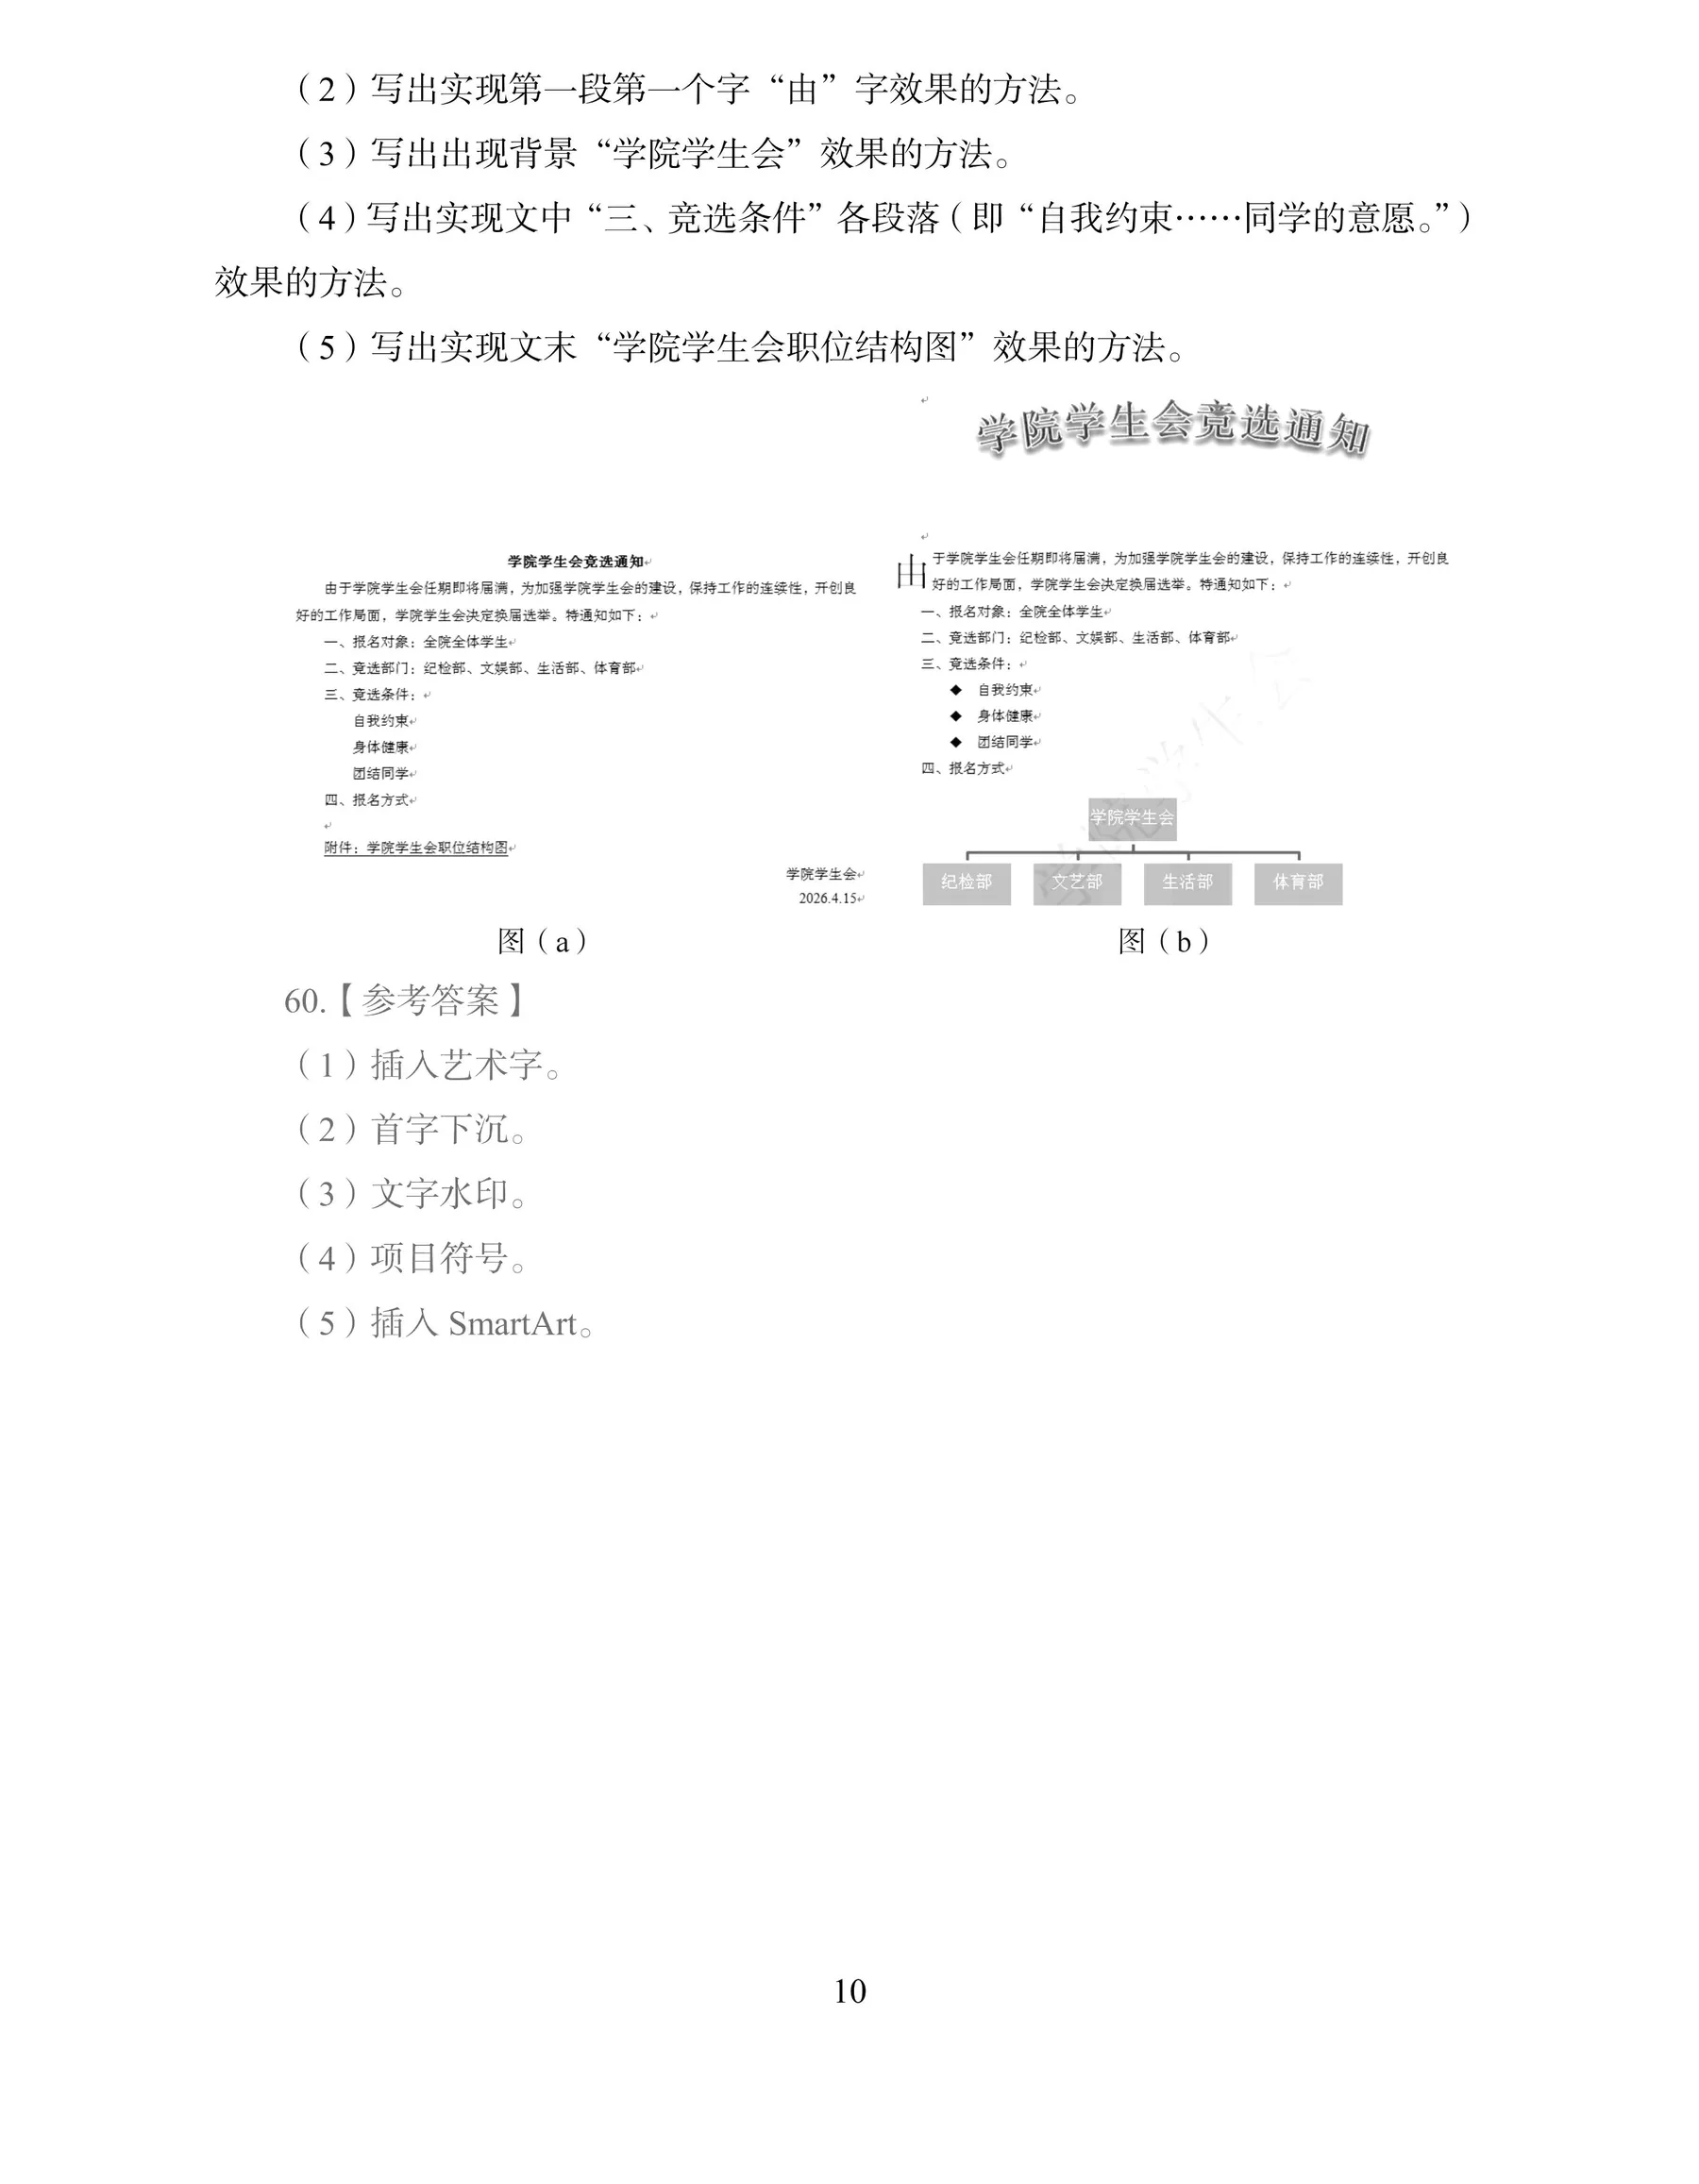 （2）写出实现第一段第一个字“由”字效果的方法。
（3）写出出现背景“学院学生会”效果的方法。
（4）写出实现文中“三、竞选条件”各段落（即“自我约束……同学的意愿。”）
效果的方法。
（5）写出实现文末“学院学生会职位结构图”效果的方法。
学院学生会竞选通知
由于学院学生会任期即将届满，为加强学院学生会的建设，保持工作的连续性，开创良
好的工作局面，学院学生会决定换届选举。特通知如下：
一、报名对象：全院全体学生
二、竞选部门：纪检部、文娱部、生活部、体育部
三、竞选条件：
自我约束
身体健康
团结同学
四、报名方式
附件：学院学生会职位结构图
学院学生会
2026.4.15
图（a）
学院学生会竞选通知
由于学院学生会任期即将届满，为加强学院学生会的建设，保持工作的连续性，开创良
好的工作局面，学院学生会决定换届选举。特通知如下：
一、报名对象：全院全体学生
二、竞选部门：纪检部、文娱部、生活部、体育部
三、竞选条件：
◆ 自我约束
◆ 身体健康
◆ 团结同学
四、报名方式
学院学生会
学院学生会
纪检部 文艺部 生活部 体育部
图（b）
60.【参考答案】
（1）插入艺术字。
（2）首字下沉。
（3）文字水印。
（4）项目符号。
（5）插入 SmartArt。
10